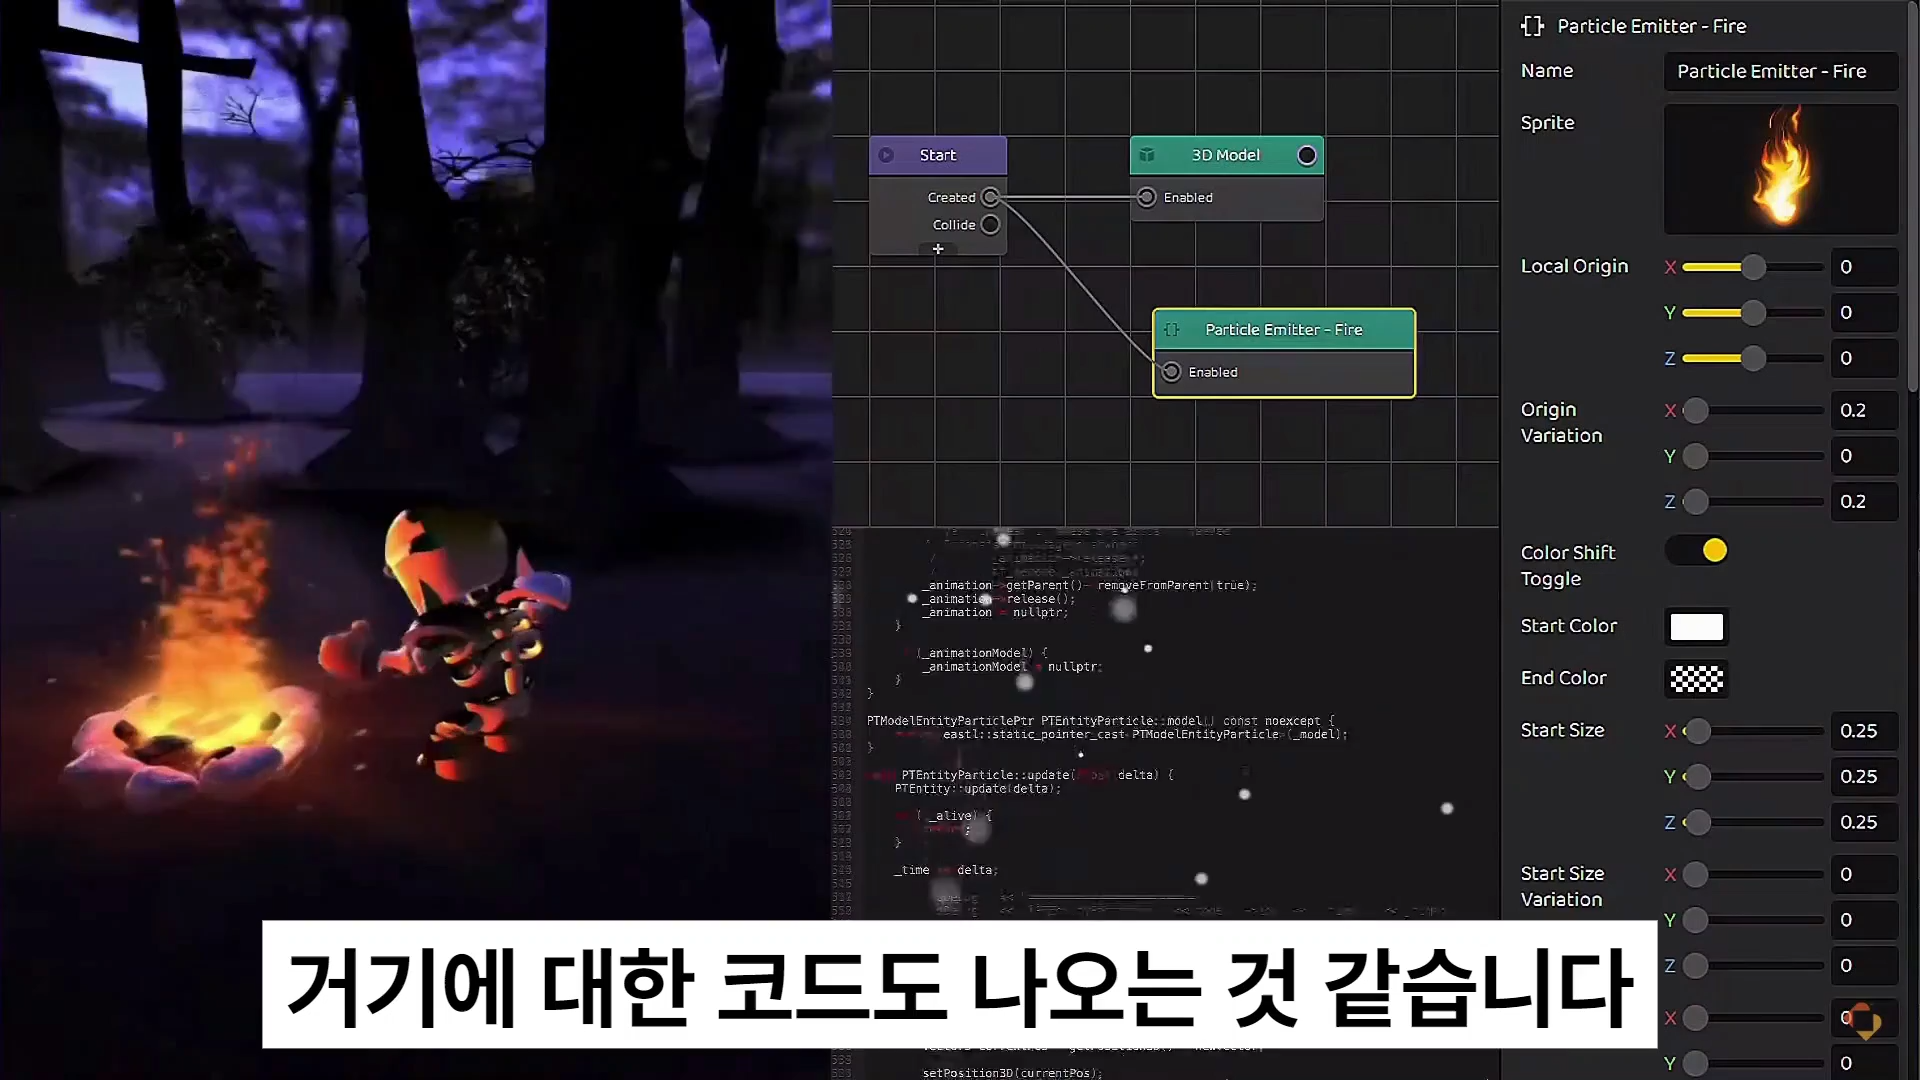 Start
Created
Collide
+
3D Model
Enabled
{} Particle Emitter - Fire
Enabled
_animation getParent() removeFromParent(true);
_animation release();
_animation = nullptr;
}
(_animationModel) {
_animationModel = nullptr;
}
}
PTModelEntityParticlePtr PTEntityParticle::model() const noexcept {
eastl::static_pointer_cast PTModelEntityParticle (_model);
}
PTEntityParticle::update( delta) {
PTEntity::update(delta);
( _alive) {
;
}
_time delta;
setPosition3D(currentPos);
{} Particle Emitter - Fire
Name Particle Emitter - Fire
Sprite
Local Origin X 0
Y 0
Z 0
Origin Variation X 0.2
Y 0
Z 0.2
Color Shift Toggle
Start Color
End Color
Start Size X 0.25
Y 0.25
Z 0.25
Start Size Variation X 0
Y 0
Z 0
X 0
Y 0
거기에 대한 코드도 나오는 것 같습니다